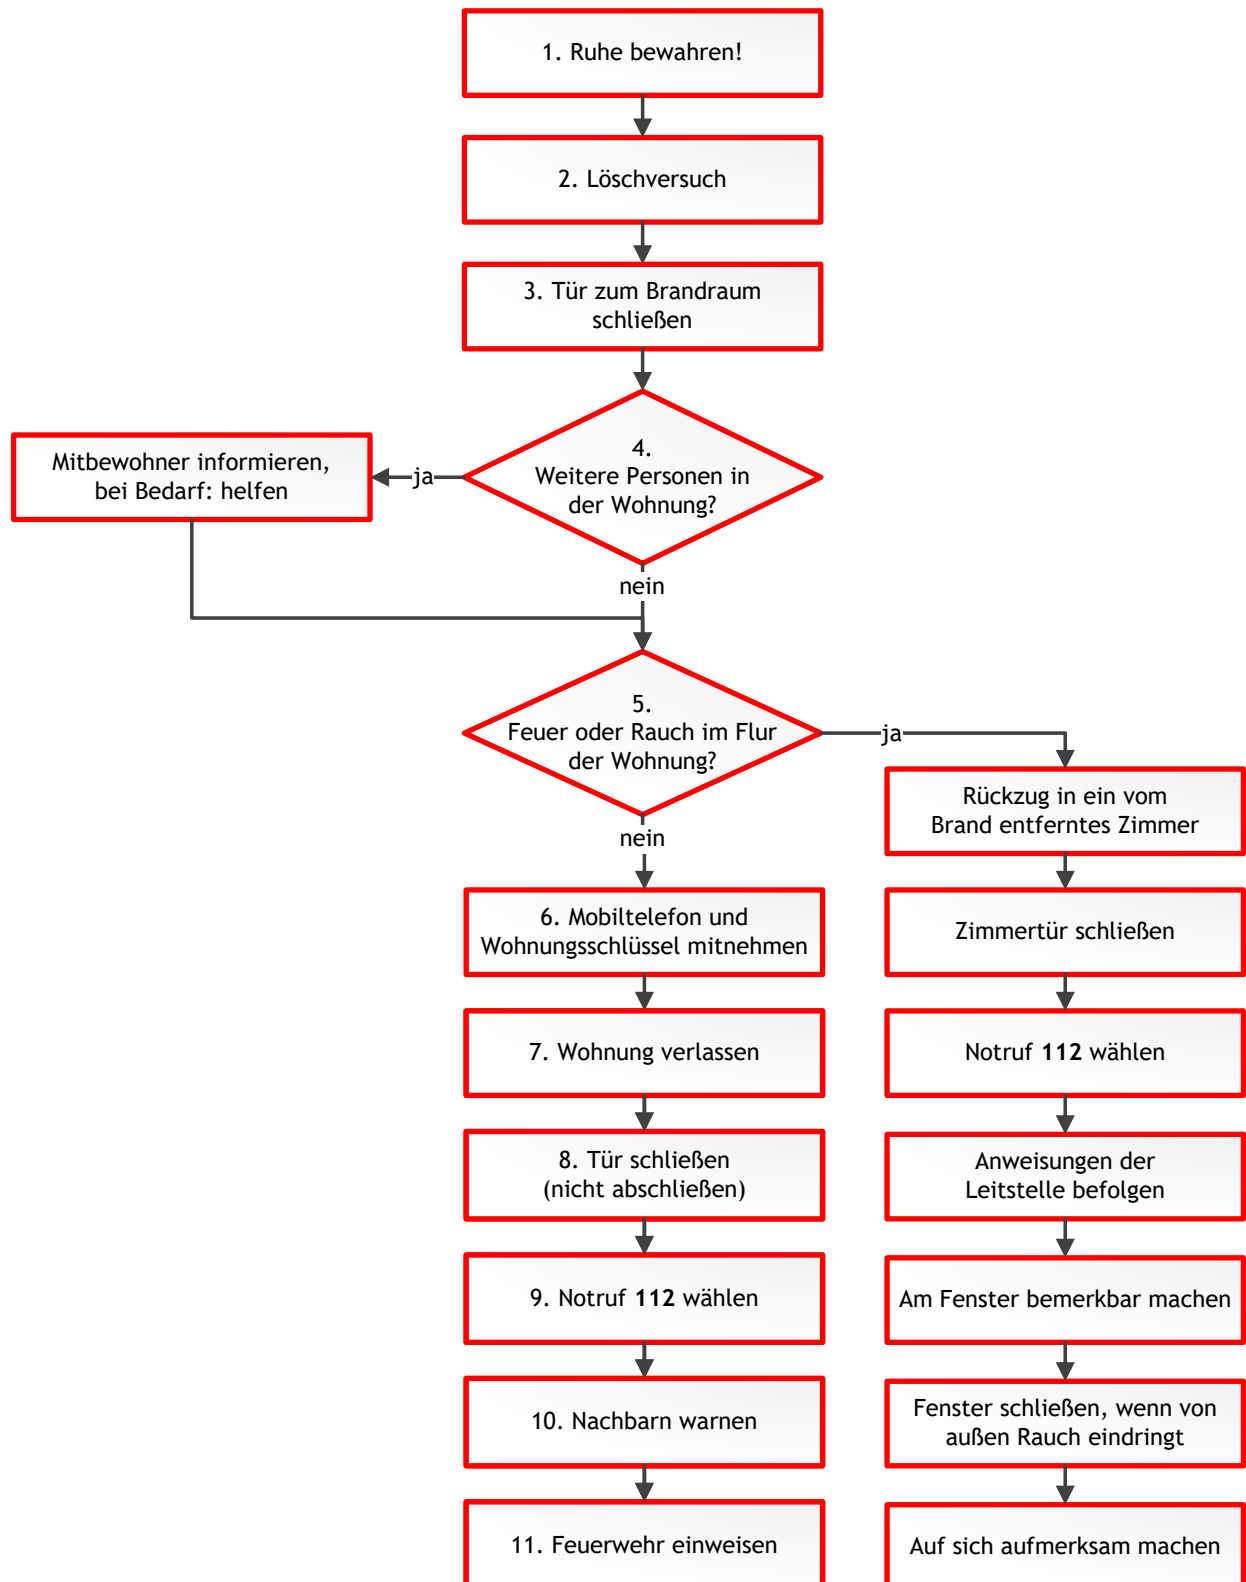 1. Ruhe bewahren!
2. Löschversuch
3. Tür zum Brandraum
schließen
4.
Weitere Personen in
der Wohnung?
ja
Mitbewohner informieren,
bei Bedarf: helfen
nein
5.
Feuer oder Rauch im Flur
der Wohnung?
ja
nein
6. Mobiltelefon und
Wohnungsschlüssel mitnehmen
7. Wohnung verlassen
8. Tür schließen
(nicht abschließen)
9. Notruf 112 wählen
10. Nachbarn warnen
11. Feuerwehr einweisen
Rückzug in ein vom
Brand entferntes Zimmer
Zimmertür schließen
Notruf 112 wählen
Anweisungen der
Leitstelle befolgen
Am Fenster bemerkbar machen
Fenster schließen, wenn von
außen Rauch eindringt
Auf sich aufmerksam machen